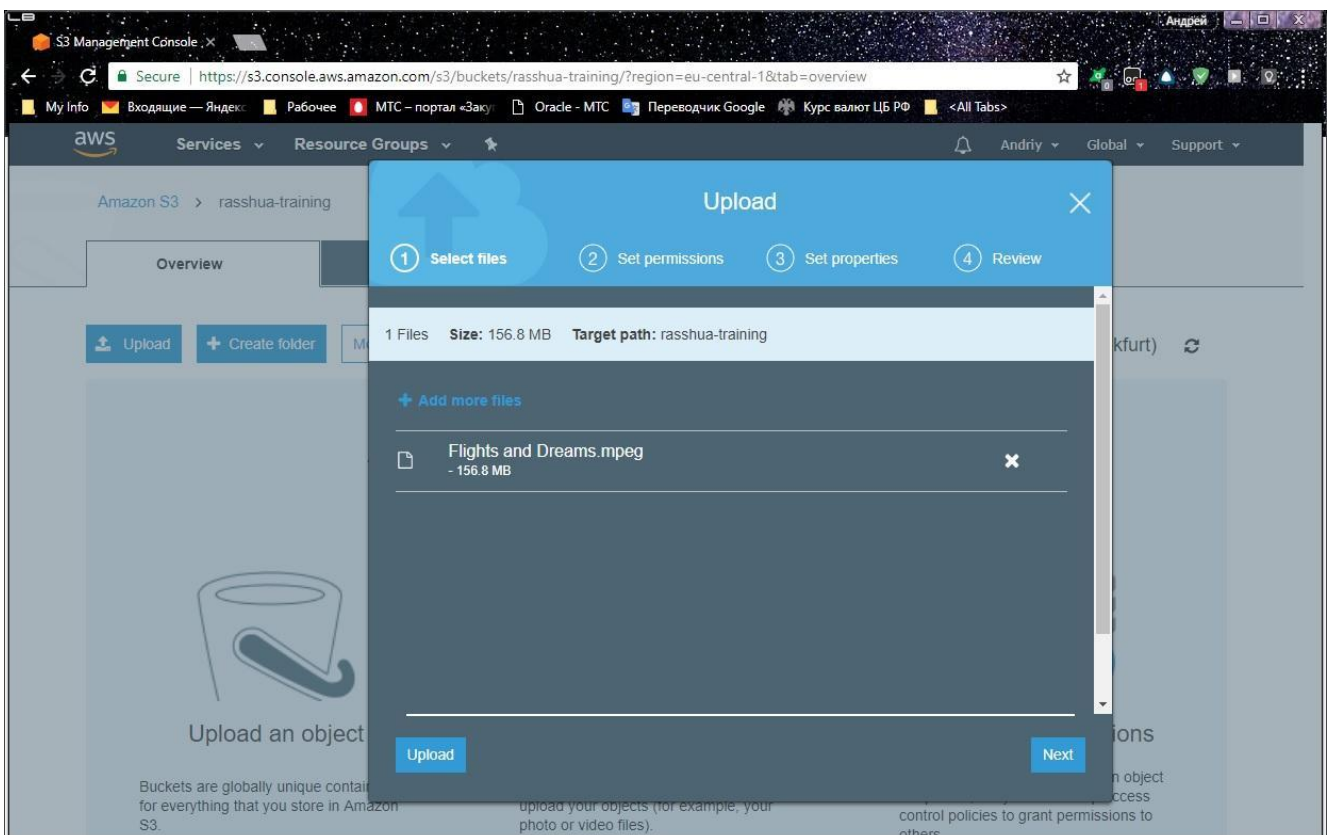 Андрей
S3 Management Console
Secure | https://s3.console.aws.amazon.com/s3/buckets/rasshua-training/?region=eu-central-1&tab=overview
My Info Входящие — Яндекс Рабочее МТС – портал «Закуп Oracle - МТС Переводчик Google Курс валют ЦБ РФ <All Tabs>
aws Services Resource Groups Andriy Global Support
Amazon S3 > rasshua-training
Upload
1 Select files 2 Set permissions 3 Set properties 4 Review
Overview
1 Files Size: 156.8 MB Target path: rasshua-training
Upload Create folder kfurt)
Add more files
Flights and Dreams.mpeg
- 156.8 MB
Upload an object ions
Upload Next
Buckets are globally unique contai
for everything that you store in Amazon
S3.
upload your objects (for example, your
photo or video files).
n object
ccess
control policies to grant permissions to
others.